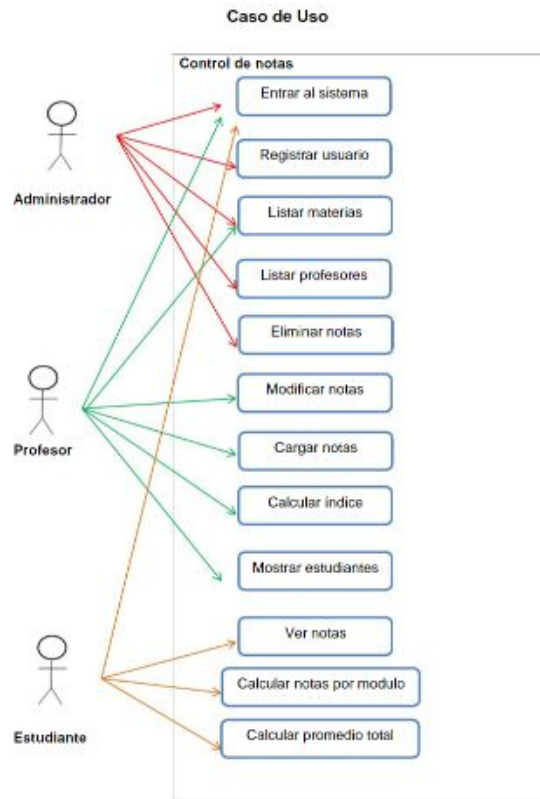 Caso de Uso
Control de notas
Entrar al sistema
Registrar usuario
Administrador
Listar materias
Listar profesores
Eliminar notas
Modificar notas
Profesor
Cargar notas
Calcular indice
Mostrar estudiantes
Ver notas
Calcular notas por modulo
Estudiante
Calcular promedio total